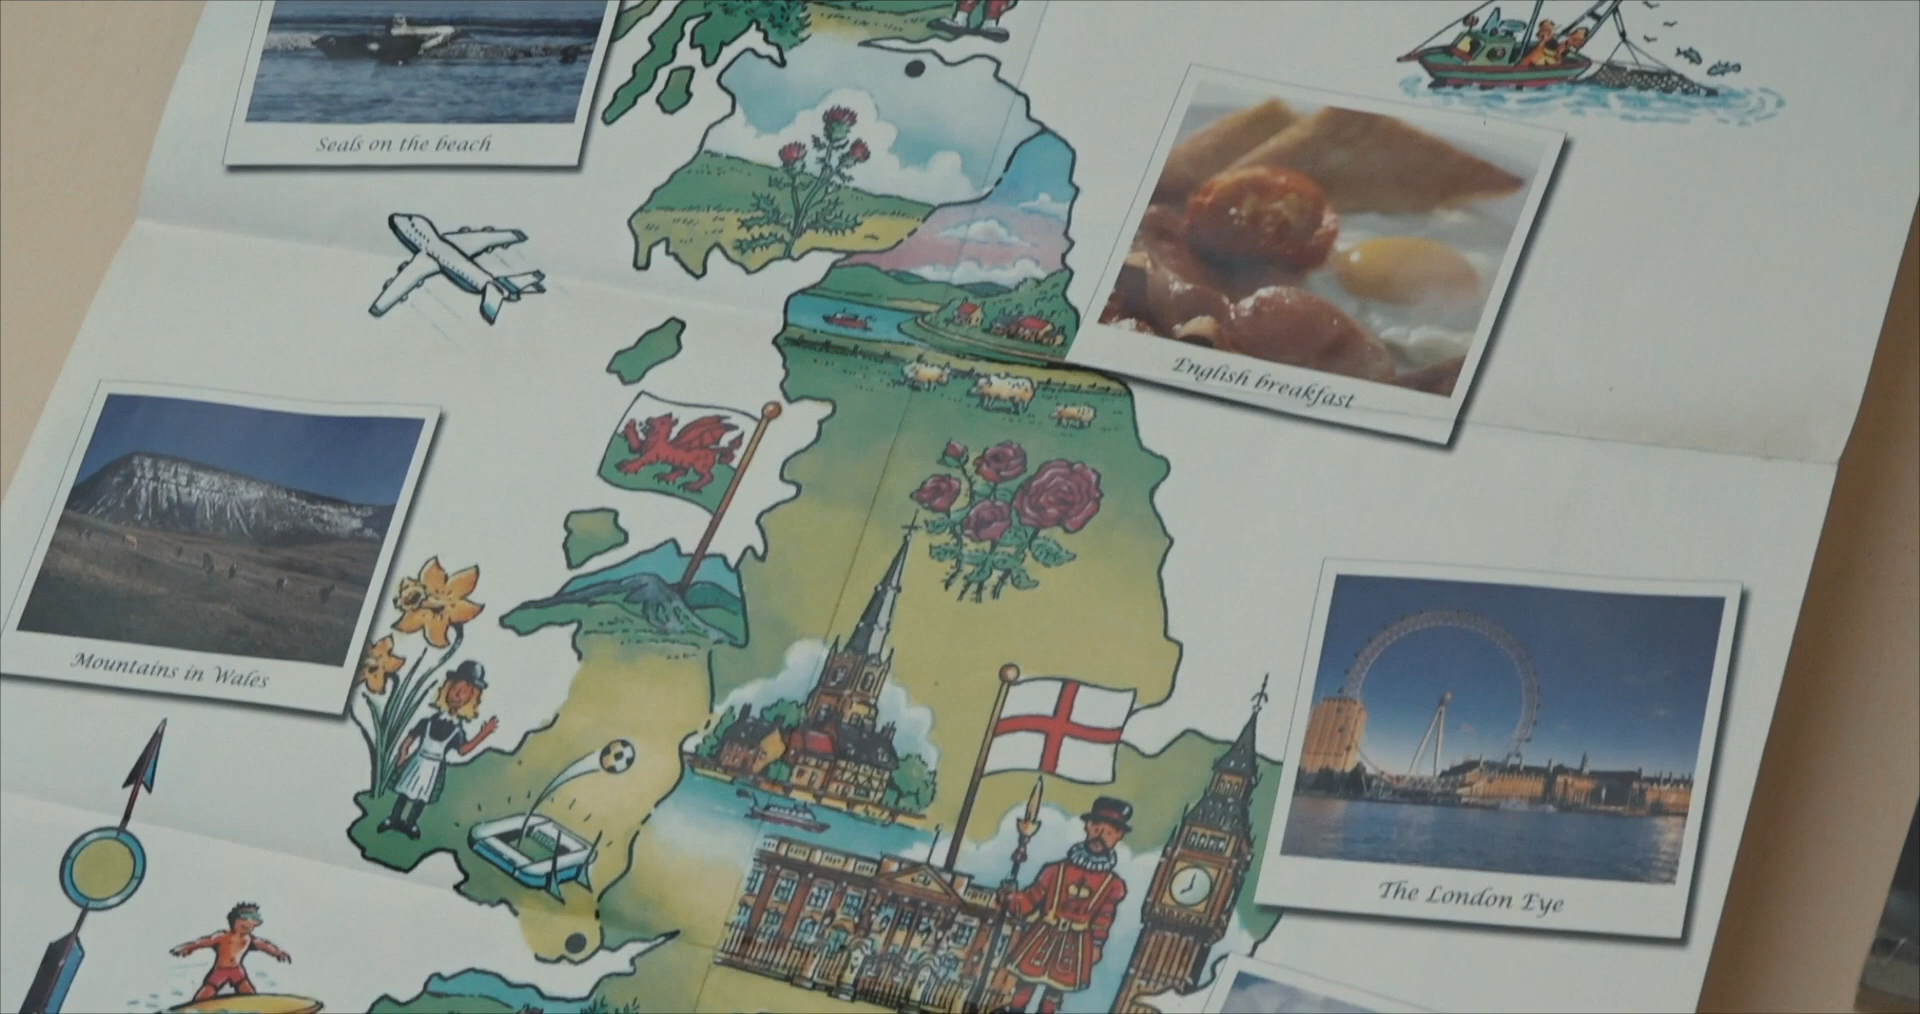 Seals on the beach
English breakfast
Mountains in Wales
The London Eye